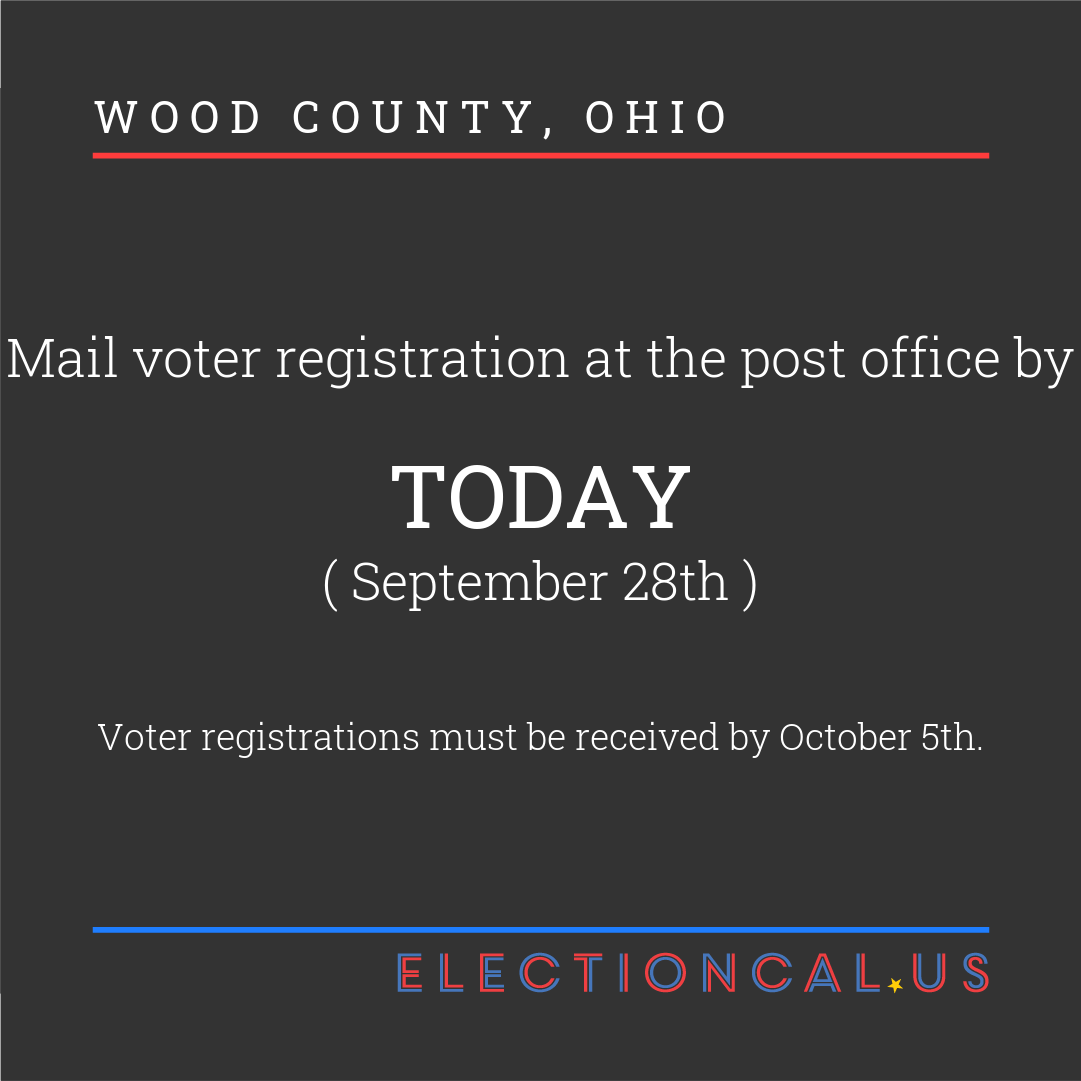 WOOD COUNTY, OHIO
Mail voter registration at the post office by
TODAY
( September 28th )
Voter registrations must be received by October 5th.
ELECTIONCAL.US